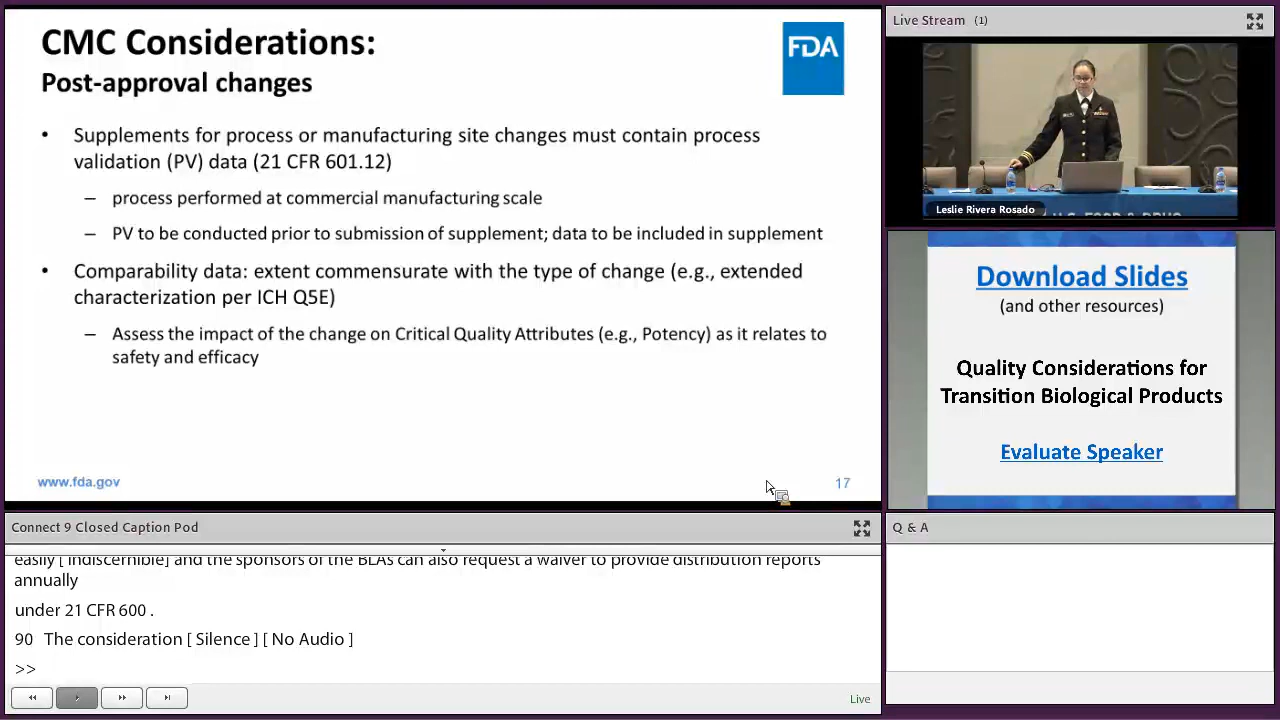 CMC Considerations:
Post-approval changes
FDA
• Supplements for process or manufacturing site changes must contain process
validation (PV) data (21 CFR 601.12)
– process performed at commercial manufacturing scale
– PV to be conducted prior to submission of supplement; data to be included in supplement
• Comparability data: extent commensurate with the type of change (e.g., extended
characterization per ICH Q5E)
– Assess the impact of the change on Critical Quality Attributes (e.g., Potency) as it relates to
safety and efficacy
www.fda.gov
17
Live Stream (1)
Leslie Rivera Rosado
U.S. FOOD & DRUG
Download Slides
(and other resources)
Quality Considerations for
Transition Biological Products
Evaluate Speaker
Connect 9 Closed Caption Pod
easily [ indiscernible] and the sponsors of the BLAs can also request a waiver to provide distribution reports
annually
under 21 CFR 600 .
90 The consideration [ Silence ] [ No Audio ]
>>
Live
Q & A